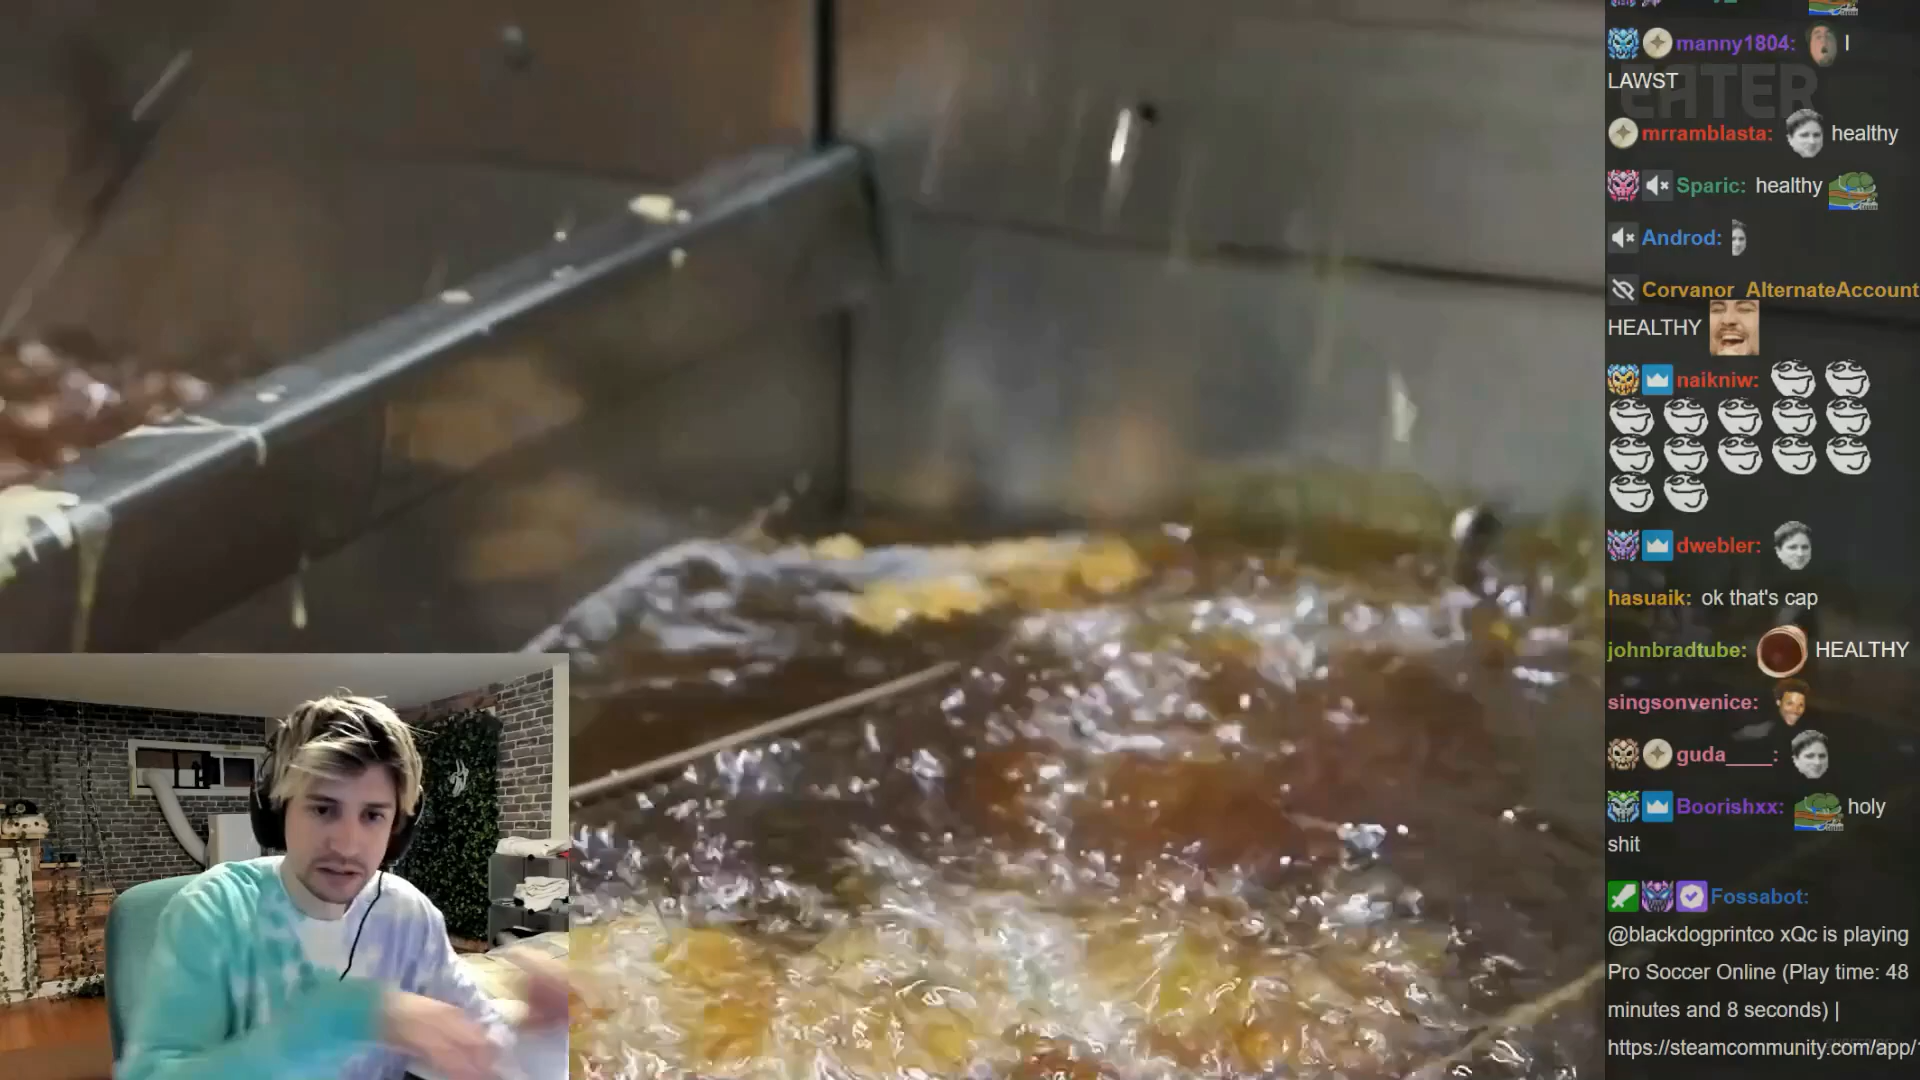 manny1804: I
LAWST
EATER
mrramblasta: healthy
Sparic: healthy
Androd:
Corvanor_AlternateAccount
HEALTHY
naikniw:
dwebler:
hasuaik: ok that's cap
johnbradtube: HEALTHY
singsonvenice:
guda____:
Boorishxx: holy
shit
Fossabot:
@blackdogprintco xQc is playing
Pro Soccer Online (Play time: 48
minutes and 8 seconds) |
https://steamcommunity.com/app/